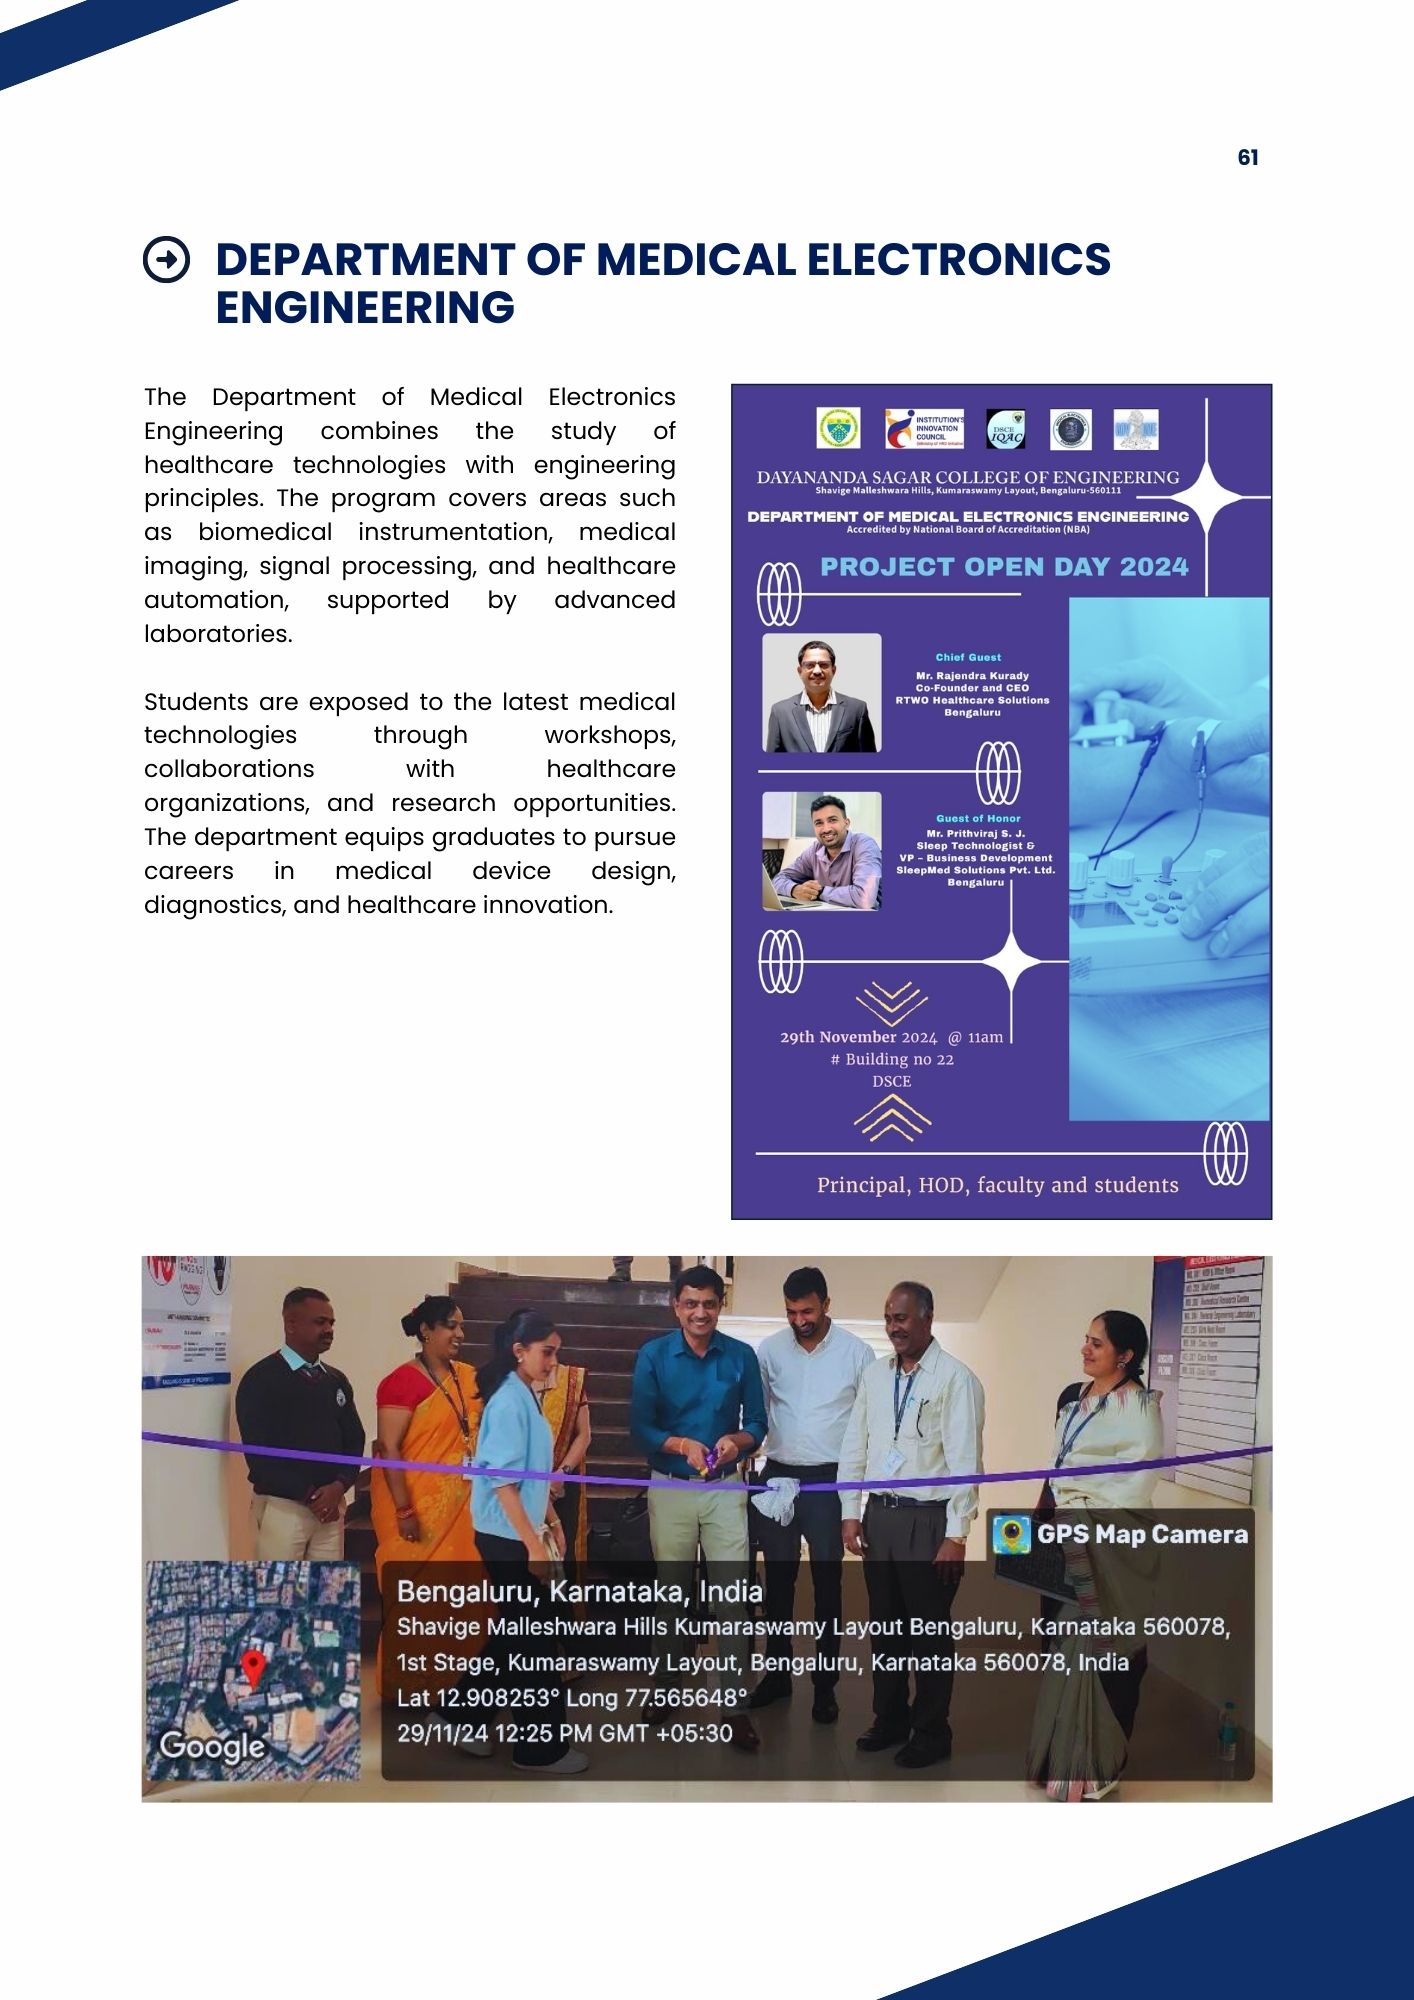 61
DEPARTMENT OF MEDICAL ELECTRONICS
ENGINEERING
The Department of Medical Electronics
Engineering combines the study of
healthcare technologies with engineering
principles. The program covers areas such
as biomedical instrumentation, medical
imaging, signal processing, and healthcare
automation, supported by advanced
laboratories.
Students are exposed to the latest medical
technologies through workshops,
collaborations with healthcare
organizations, and research opportunities.
The department equips graduates to pursue
careers in medical device design,
diagnostics, and healthcare innovation.
INSTITUTION'S
INNOVATION
COUNCIL
DSCE
IQAC
DAYANANDA SAGAR COLLEGE OF ENGINEERING
Shavige Malleshwara Hills, Kumaraswamy Layout, Bengaluru-560111
DEPARTMENT OF MEDICAL ELECTRONICS ENGINEERING
Accredited by National Board of Accreditation (NBA)
PROJECT OPEN DAY 2024
Chief Guest
Mr. Rajendra Kurady
Co-Founder and CEO
RTWO Healthcare Solutions
Bengaluru
Guest of Honor
Mr. Prithviraj S. J.
Sleep Technologist &
VP – Business Development
SleepMed Solutions Pvt. Ltd.
Bengaluru
29th November 2024 @ 11am
# Building no 22
DSCE
Principal, HOD, faculty and students
GPS Map Camera
Bengaluru, Karnataka, India
Shavige Malleshwara Hills Kumaraswamy Layout Bengaluru, Karnataka 560078,
1st Stage, Kumaraswamy Layout, Bengaluru, Karnataka 560078, India
Lat 12.908253° Long 77.565648°
29/11/24 12:25 PM GMT +05:30
Google